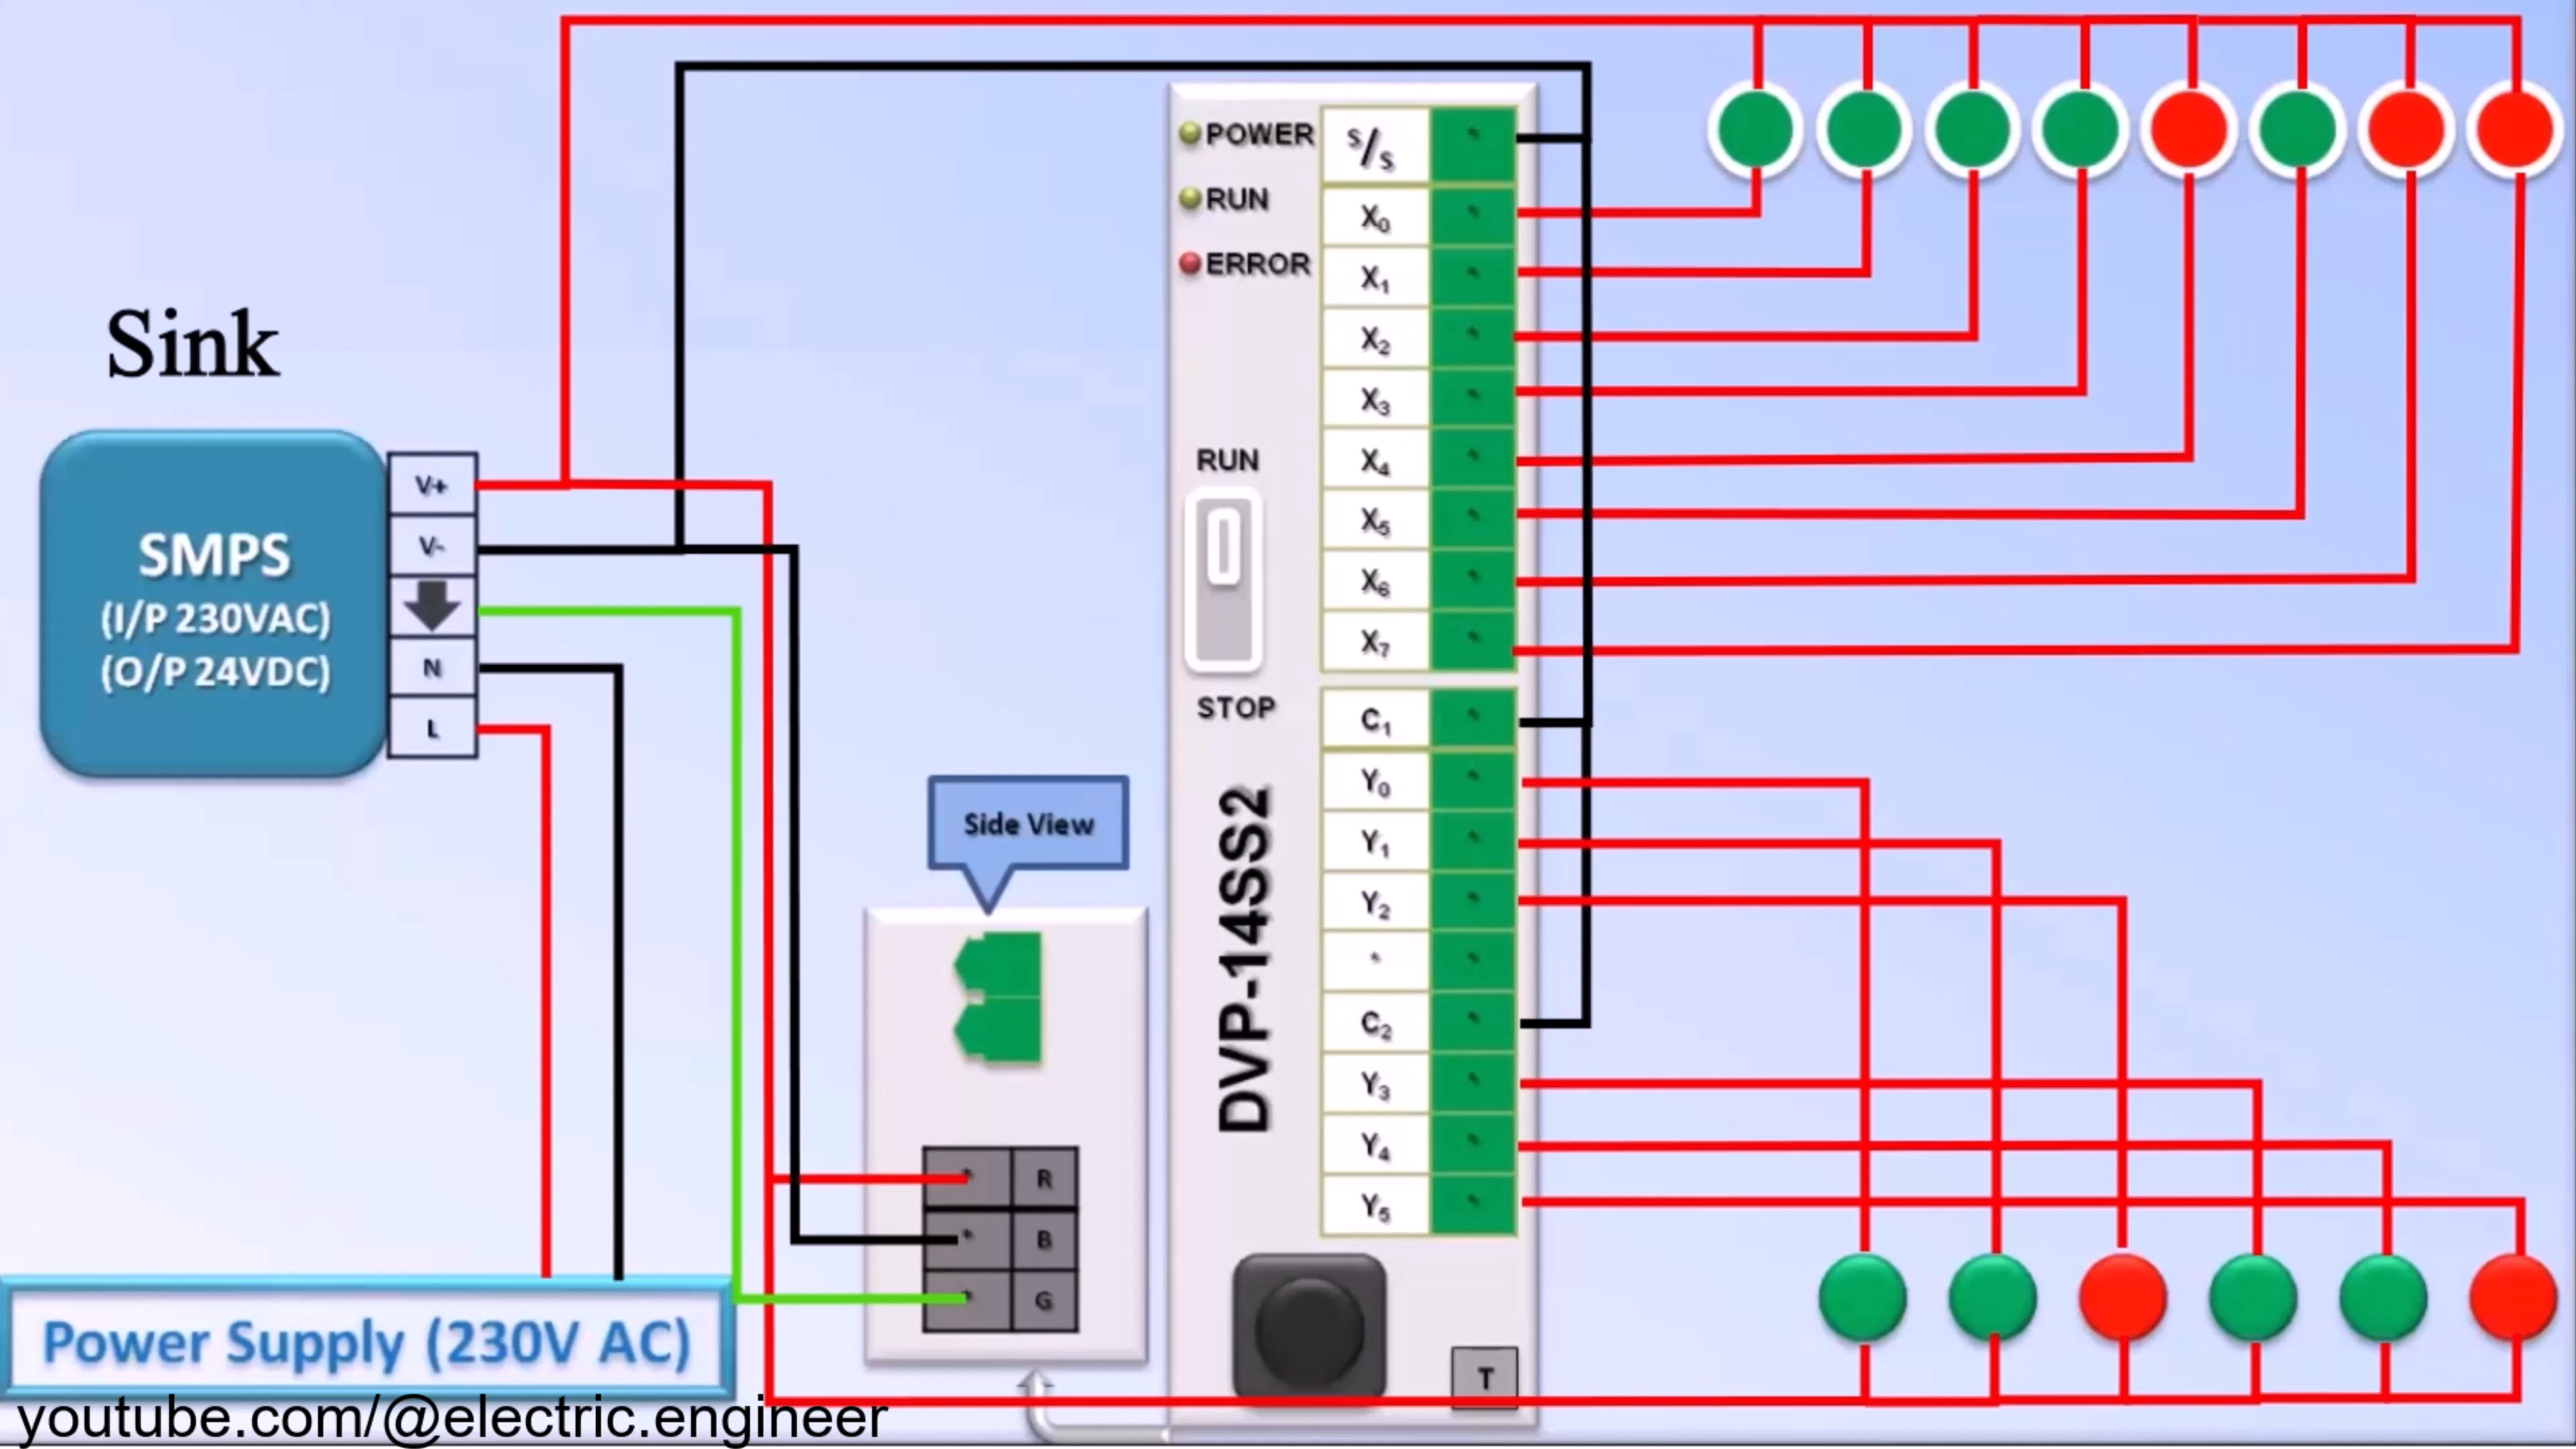 POWER
RUN
ERROR
S/S
X0
X1
X2
X3
X4
X5
X6
X7
Sink
SMPS
(I/P 230VAC)
(O/P 24VDC)
V+
V-
N
L
RUN
STOP
C1
Y0
Y1
Y2
*
C2
Y3
Y4
Y5
DVP-14SS2
Side View
* R
* B
* G
T
Power Supply (230V AC)
youtube.com/@electric.engineer